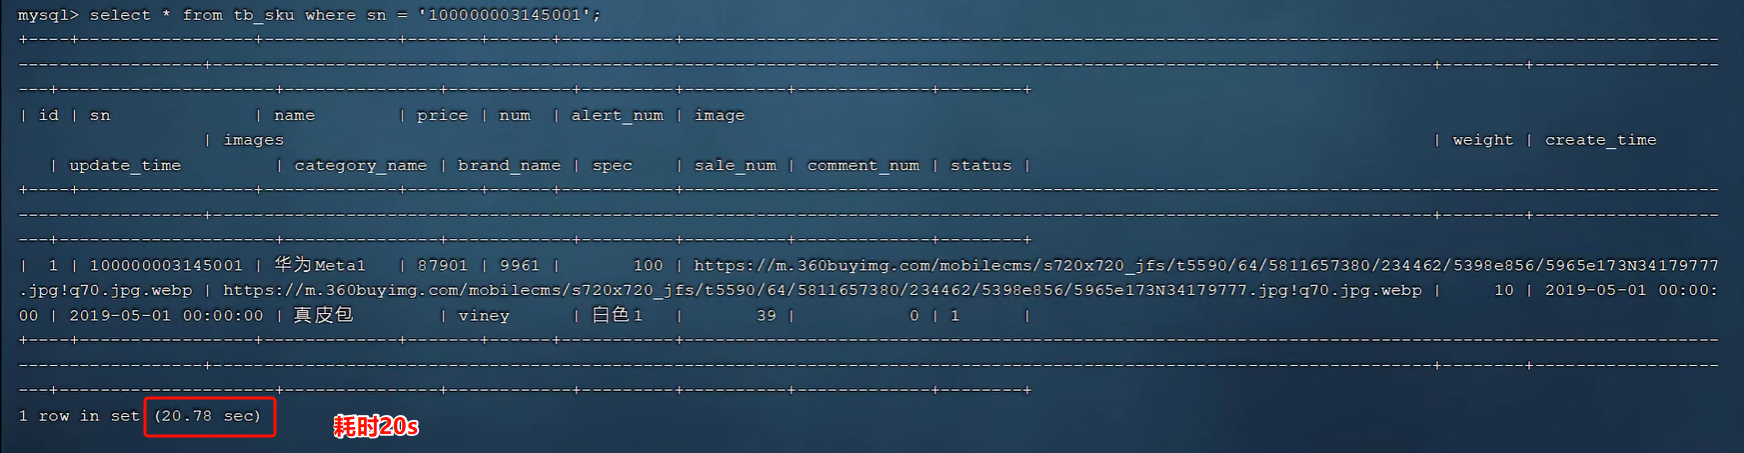 mysql> select * from tb_sku where sn = '100000003145001';
+----+------------------+--------------+--------+------+-----------+-----------------------------------------------------------------------------------------------------------
-------------------+-----------------------------------------------------------------------------------------------------------------------------+--------+-------------------
---+----------------------+----------------+-------------+----------+-----------+--------------+--------+
| id | sn | name | price | num | alert_num | image
| images | weight | create_time
| update_time | category_name | brand_name | spec | sale_num | comment_num | status |
+----+------------------+--------------+--------+------+-----------+-----------------------------------------------------------------------------------------------------------
-------------------+-----------------------------------------------------------------------------------------------------------------------------+--------+-------------------
---+----------------------+----------------+-------------+----------+-----------+--------------+--------+
| 1 | 100000003145001 | 华为Meta1 | 87901 | 9961 | 100 | https://m.360buyimg.com/mobilecms/s720x720_jfs/t5590/64/5811657380/234462/5398e856/5965e173N34179777
.jpg!q70.jpg.webp | https://m.360buyimg.com/mobilecms/s720x720_jfs/t5590/64/5811657380/234462/5398e856/5965e173N34179777.jpg!q70.jpg.webp | 10 | 2019-05-01 00:00:
00 | 2019-05-01 00:00:00 | 真皮包 | viney | 白色1 | 39 | 0 | 1 |
+----+------------------+--------------+--------+------+-----------+-----------------------------------------------------------------------------------------------------------
-------------------+-----------------------------------------------------------------------------------------------------------------------------+--------+-------------------
---+----------------------+----------------+-------------+----------+-----------+--------------+--------+
1 row in set (20.78 sec)
耗时20s